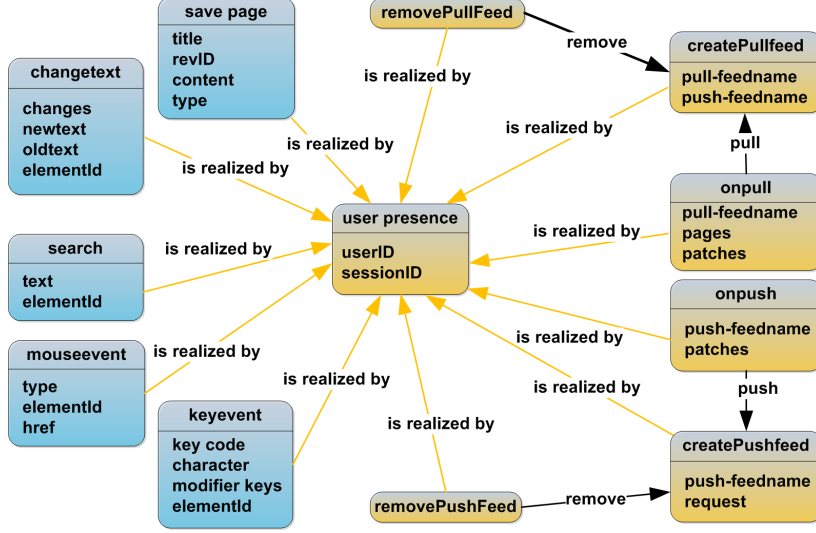 save page
title
revID
content
type
removePullFeed
remove
createPullfeed
pull-feedname
push-feedname
changetext
changes
newtext
oldtext
elementId
is realized by
is realized by
is realized by
is realized by
pull
onpull
pull-feedname
pages
patches
user presence
userID
sessionID
search
text
elementId
is realized by
is realized by
onpush
push-feedname
patches
mouseevent
type
elementId
href
is realized by
is realized by
is realized by
is realized by
is realized by
push
keyevent
key code
character
modifier keys
elementId
createPushfeed
push-feedname
request
removePushFeed
remove